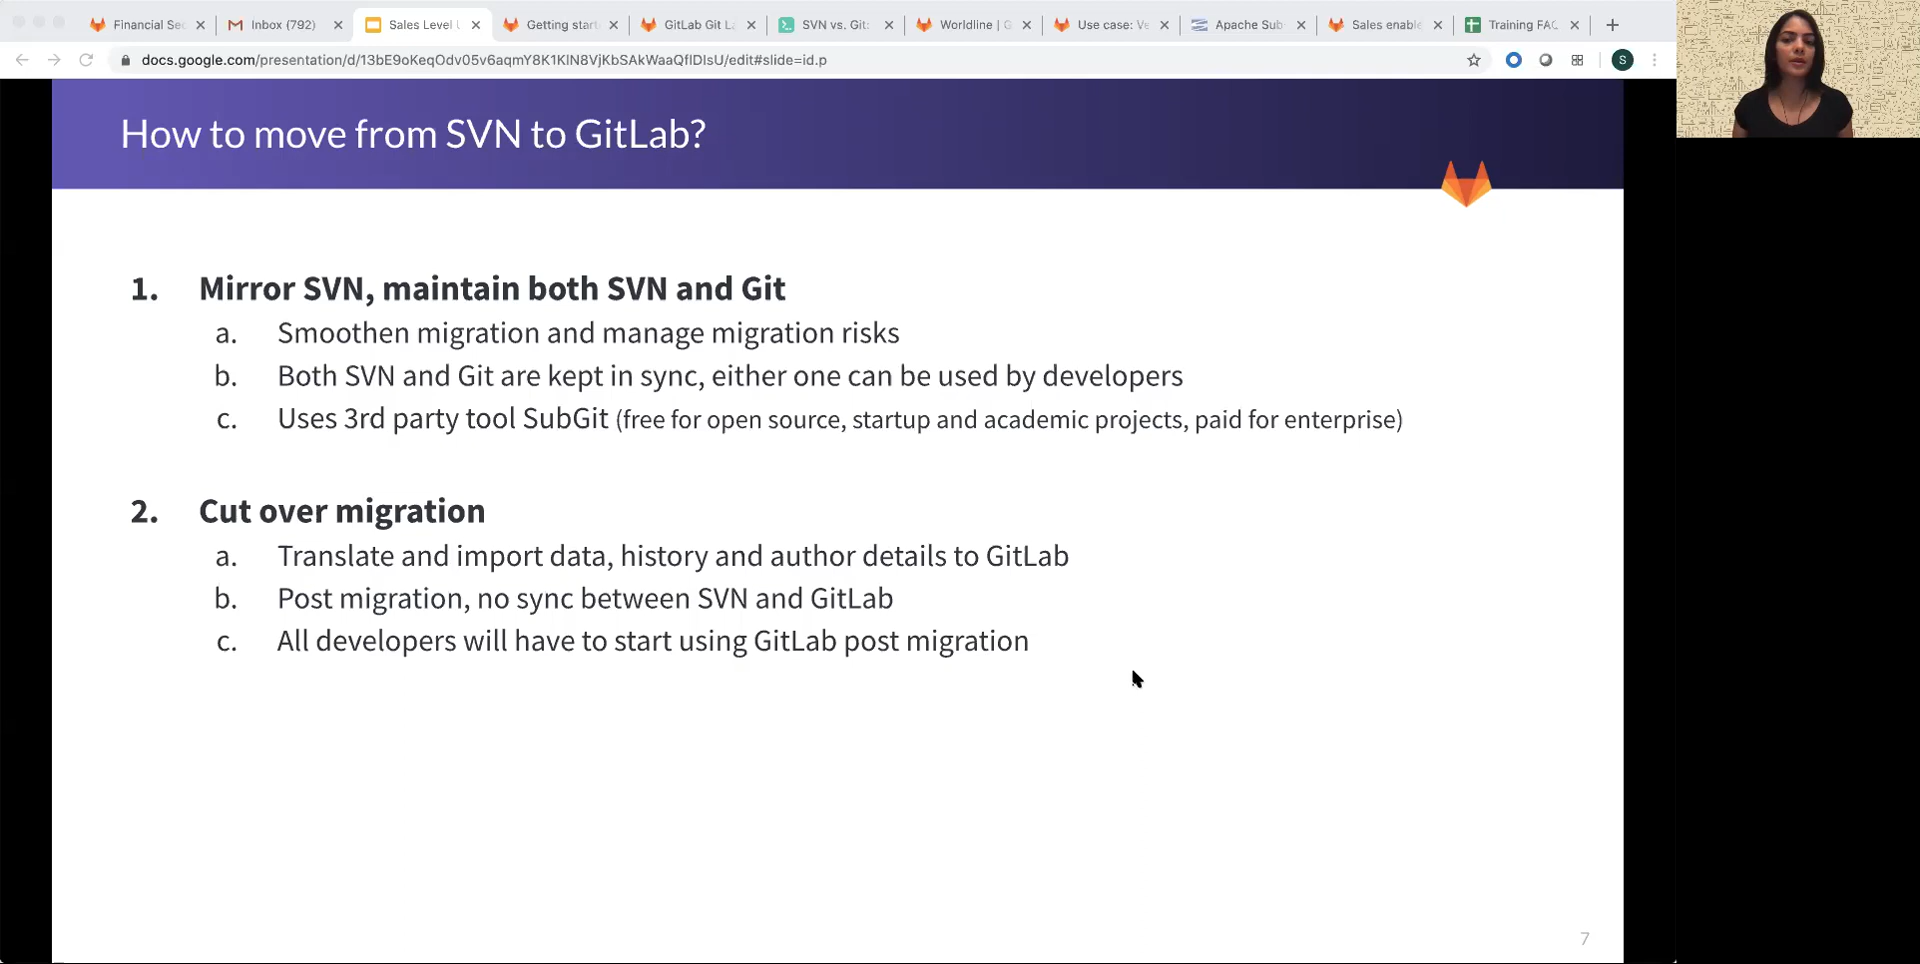 Financial Sec
Inbox (792)
Sales Level
Getting start
GitLab Git L
SVN vs. Git:
Worldline | G
Use case: Ve
Apache Sub
Sales enable
Training FAQ
docs.google.com/presentation/d/13bE9oKeqOdv05v6aqmY8K1KlN8VjKbSAkWaaQflDIsU/edit#slide=id.p
S
How to move from SVN to GitLab?
1. Mirror SVN, maintain both SVN and Git
a. Smoothen migration and manage migration risks
b. Both SVN and Git are kept in sync, either one can be used by developers
c. Uses 3rd party tool SubGit (free for open source, startup and academic projects, paid for enterprise)
2. Cut over migration
a. Translate and import data, history and author details to GitLab
b. Post migration, no sync between SVN and GitLab
c. All developers will have to start using GitLab post migration
7